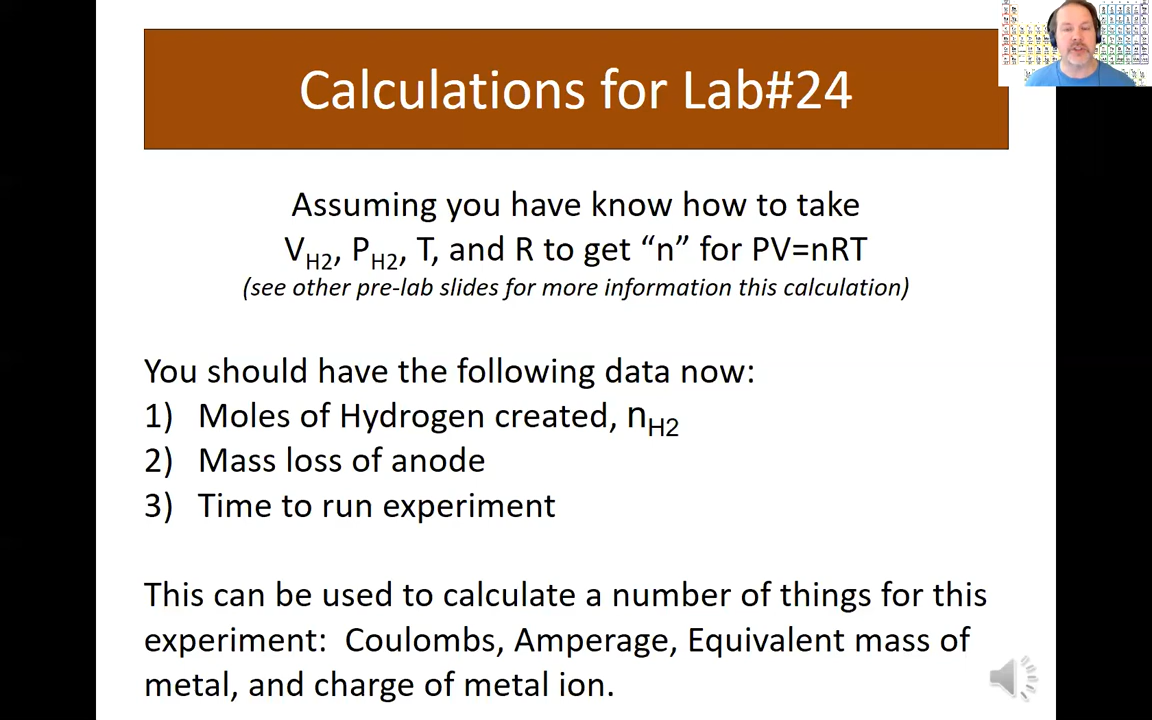 Calculations for Lab#24
Assuming you have know how to take
V_H2, P_H2, T, and R to get “n” for PV=nRT
(see other pre-lab slides for more information this calculation)
You should have the following data now:
1) Moles of Hydrogen created, n_H2
2) Mass loss of anode
3) Time to run experiment
This can be used to calculate a number of things for this
experiment: Coulombs, Amperage, Equivalent mass of
metal, and charge of metal ion.